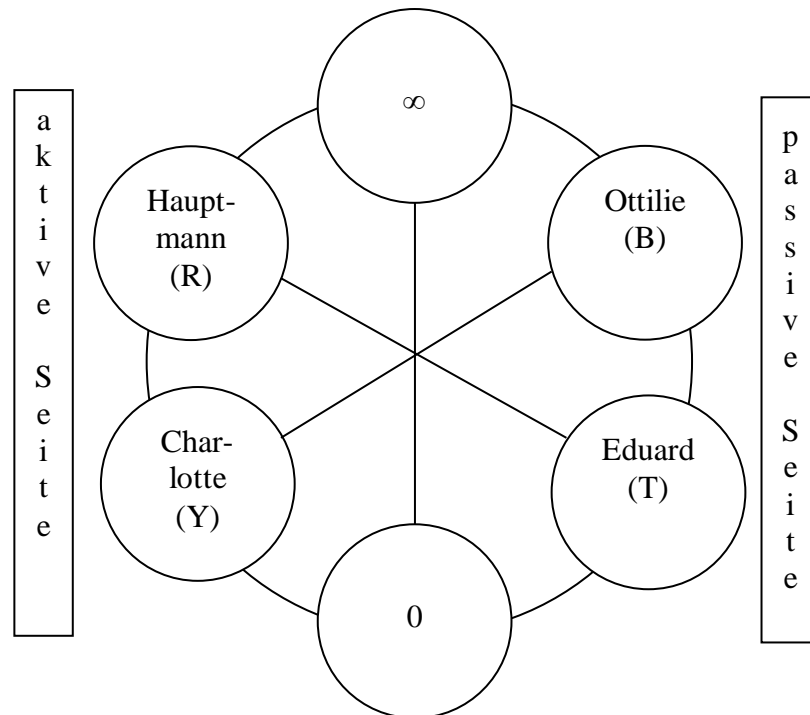 aktive Seite
∞
Haupt-
mann
(R)
Ottilie
(B)
Char-
lotte
(Y)
Eduard
(T)
0
passive Seite